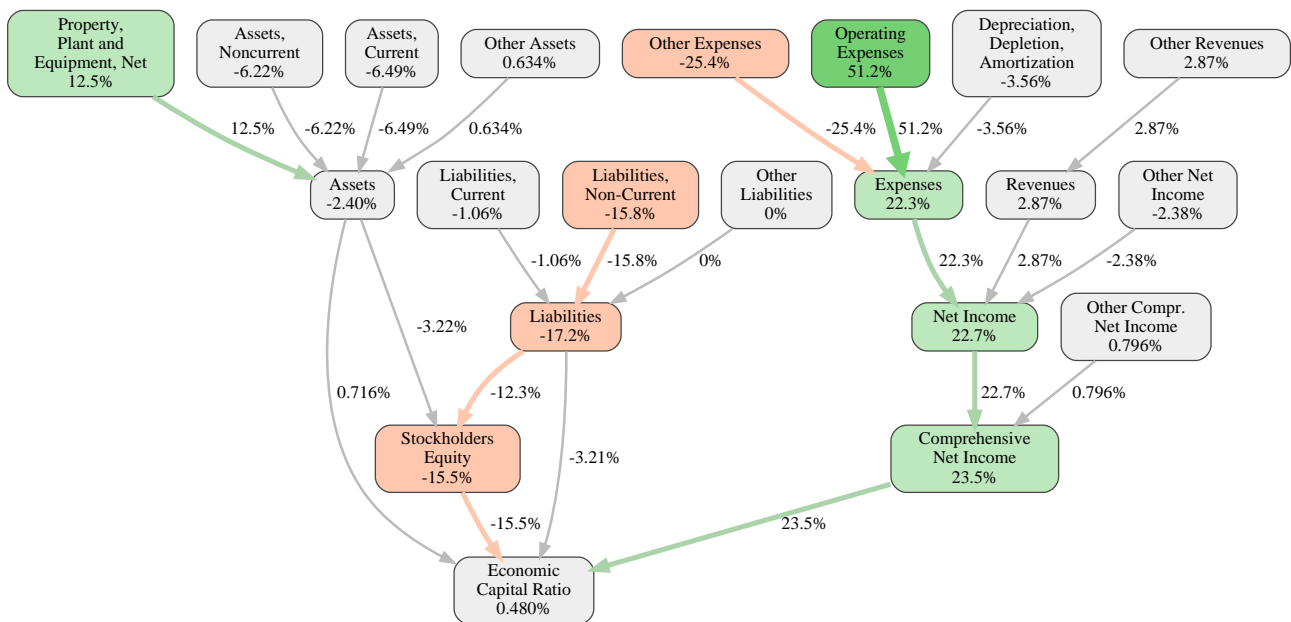 Property,
Plant and
Equipment, Net
12.5%
Assets,
Noncurrent
-6.22%
Assets,
Current
-6.49%
Other Assets
0.634%
Other Expenses
-25.4%
Operating
Expenses
51.2%
Depreciation,
Depletion,
Amortization
-3.56%
Other Revenues
2.87%
12.5%
-6.22%
-6.49%
0.634%
-25.4%
51.2%
-3.56%
2.87%
Assets
-2.40%
Liabilities,
Current
-1.06%
Liabilities,
Non-Current
-15.8%
Other
Liabilities
0%
Expenses
22.3%
Revenues
2.87%
Other Net
Income
-2.38%
-1.06%
-15.8%
0%
22.3%
2.87%
-2.38%
-3.22%
Liabilities
-17.2%
Net Income
22.7%
Other Compr.
Net Income
0.796%
0.716%
-12.3%
22.7%
0.796%
Stockholders
Equity
-15.5%
-3.21%
Comprehensive
Net Income
23.5%
-15.5%
23.5%
Economic
Capital Ratio
0.480%